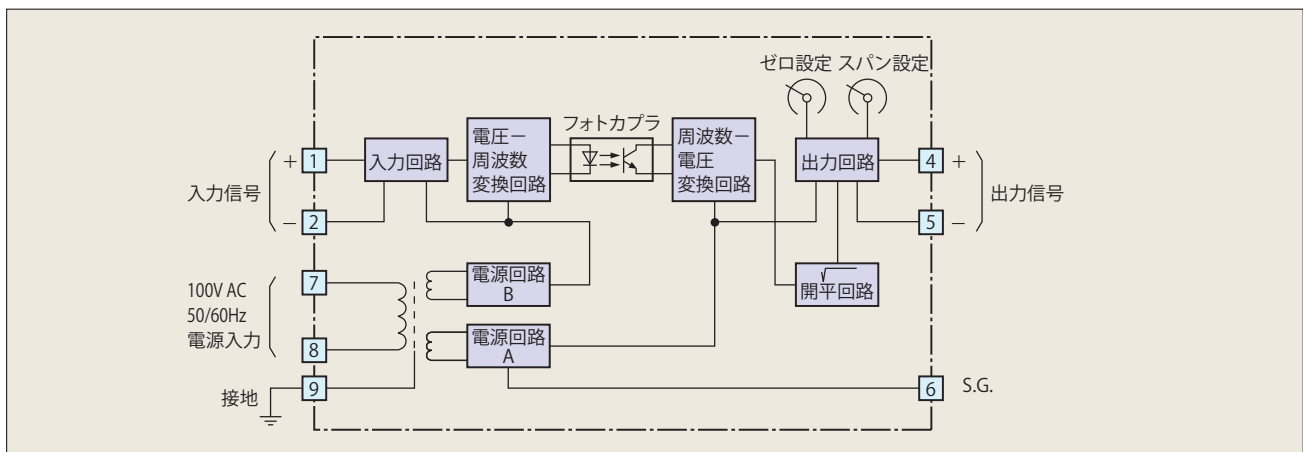 ゼロ設定 スパン設定
フォトカプラ
電圧－
周波数
変換回路
周波数－
電圧
変換回路
入力信号
＋
1
入力回路
出力回路
4
＋
出力信号
－
2
5
－
100V AC
50/60Hz
電源入力
7
8
電源回路
B
√
開平回路
電源回路
A
接地
9
6
S.G.